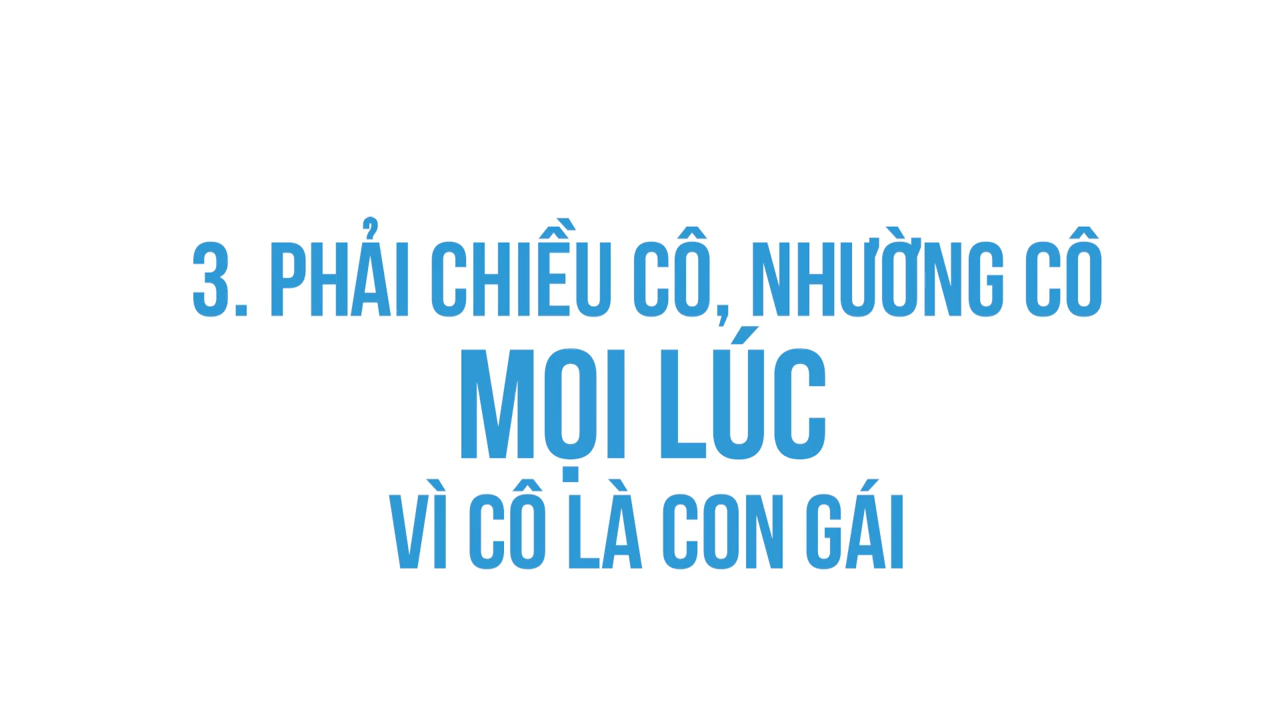 3. PHẢI CHIỀU CÔ, NHƯỜNG CÔ
MỌI LÚC
VÌ CÔ LÀ CON GÁI